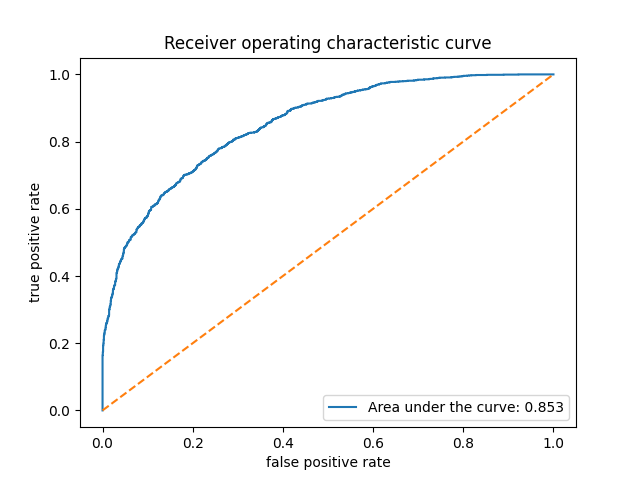 Receiver operating characteristic curve
1.0
0.8
0.6
0.4
0.2
0.0
true positive rate
Area under the curve: 0.853
0.0 0.2 0.4 0.6 0.8 1.0
false positive rate